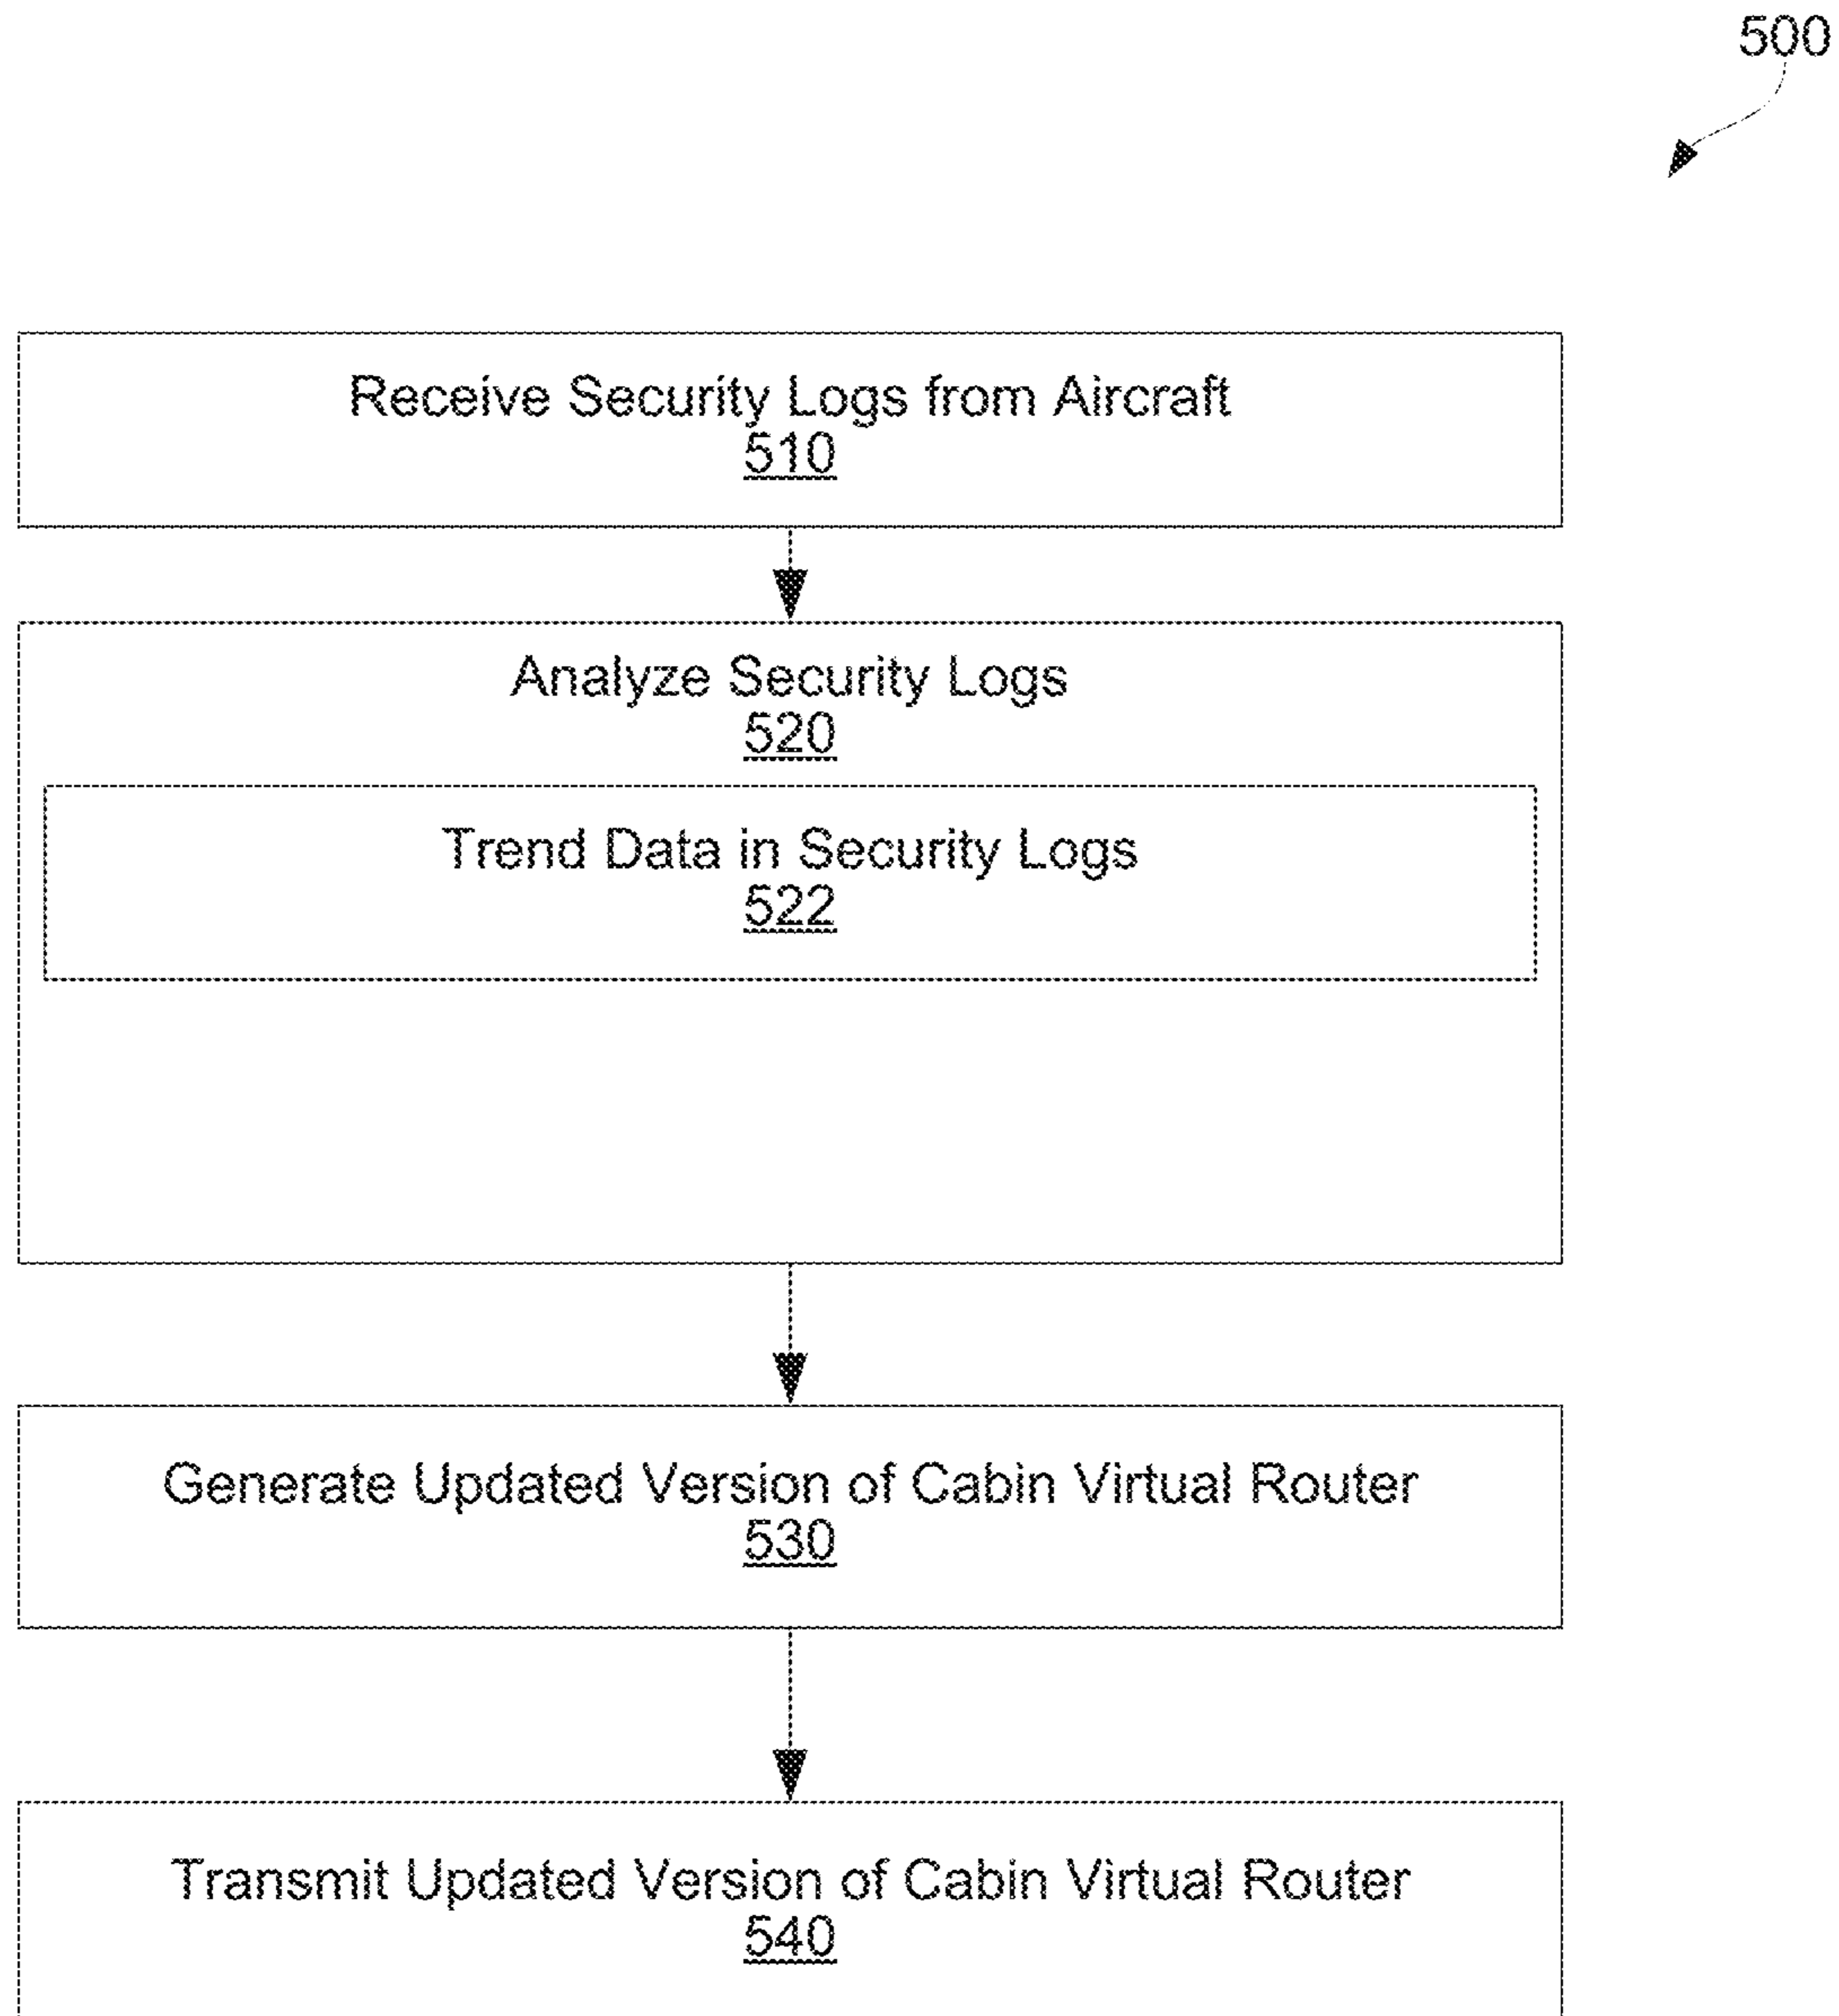 500
Receive Security Logs from Aircraft
510
Analyze Security Logs
520
Trend Data in Security Logs
522
Generate Updated Version of Cabin Virtual Router
530
Transmit Updated Version of Cabin Virtual Router
540